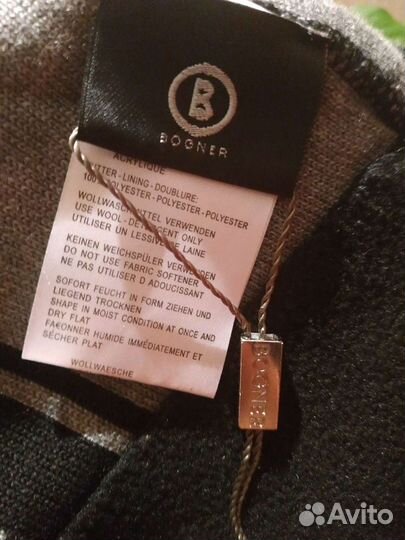 B
BOGNER
ACRYLIQUE
FUTTER - LINING - DOUBLURE:
100% POLYESTER - POLYESTER - POLYESTER
WOLLWASCHMITTEL VERWENDEN
USE WOOL-DETERGENT ONLY
UTILISER UN LESSIVE DE LAINE
KEINEN WEICHSPÜLER VERWENDEN
DO NOT USE FABRIC SOFTENER
NE PAS UTILISER D ADOUCISSANT
SOFORT FEUCHT IN FORM ZIEHEN UND
LIEGEND TROCKNEN
SHAPE IN MOIST CONDITION AT ONCE AND
DRY FLAT
FAÇONNER HUMIDE IMMÉDIATEMENT ET
SÉCHER PLAT
WOLLWAESCHE
BOGNER
Avito